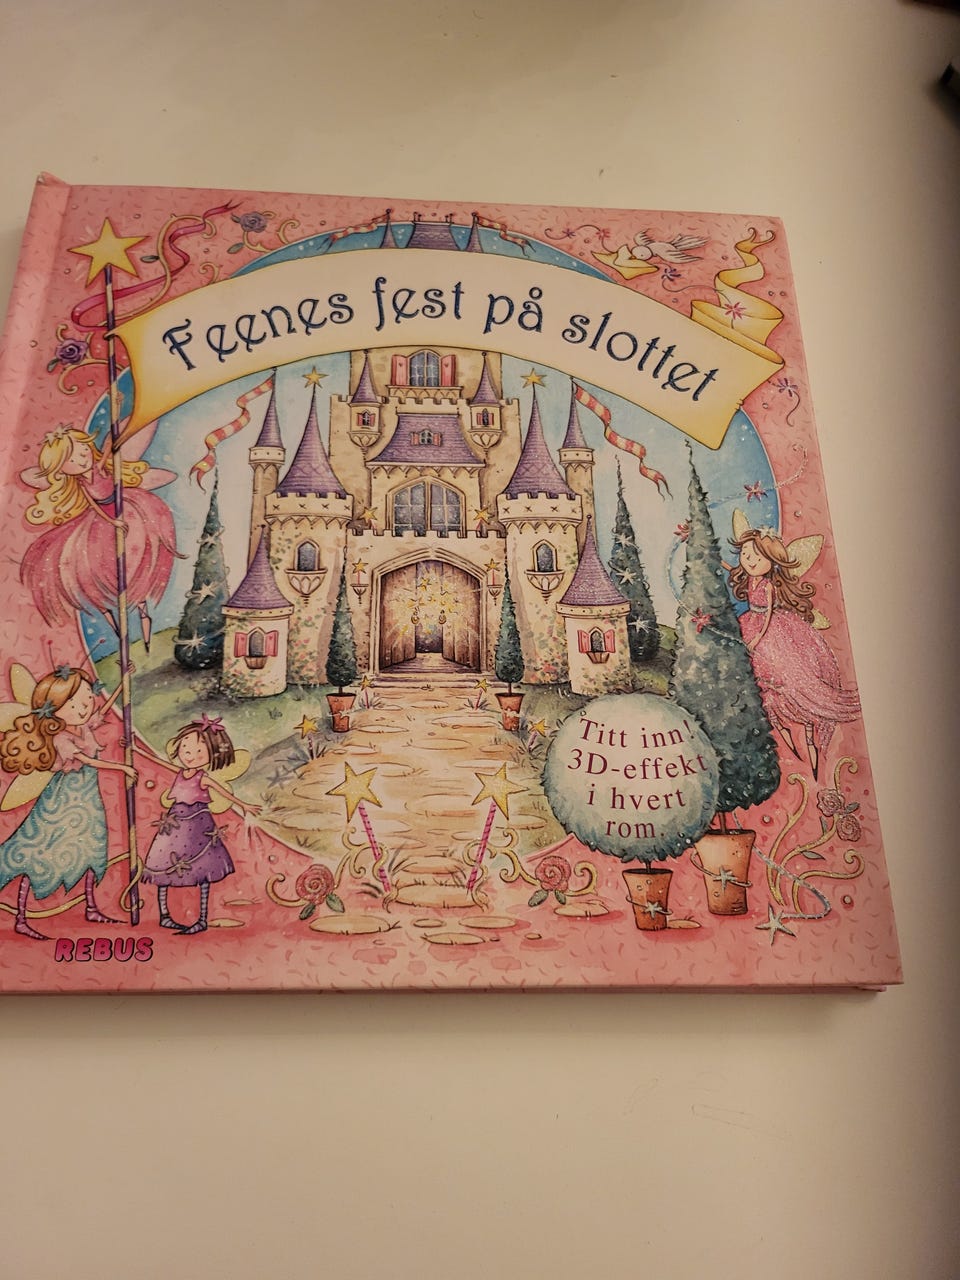 Feenes fest på slottet
Titt inn!
3D-effekt
i hvert
rom.
REBUS